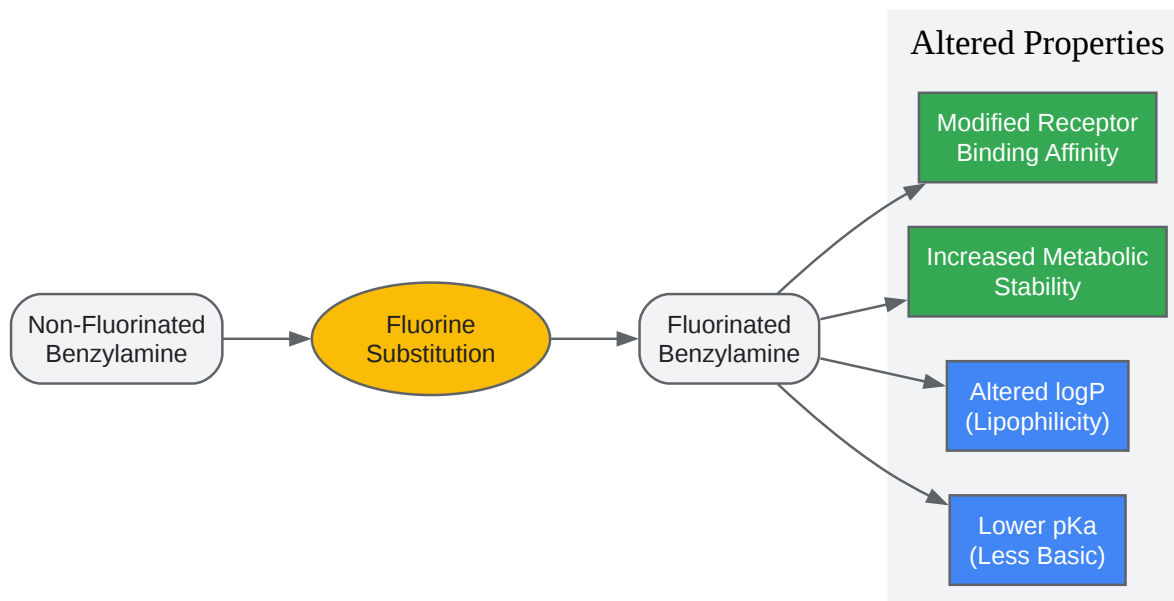 Altered Properties
Modified Receptor
Binding Affinity
Increased Metabolic
Stability
Non-Fluorinated
Benzylamine
Fluorine
Substitution
Fluorinated
Benzylamine
Altered logP
(Lipophilicity)
Lower pKa
(Less Basic)